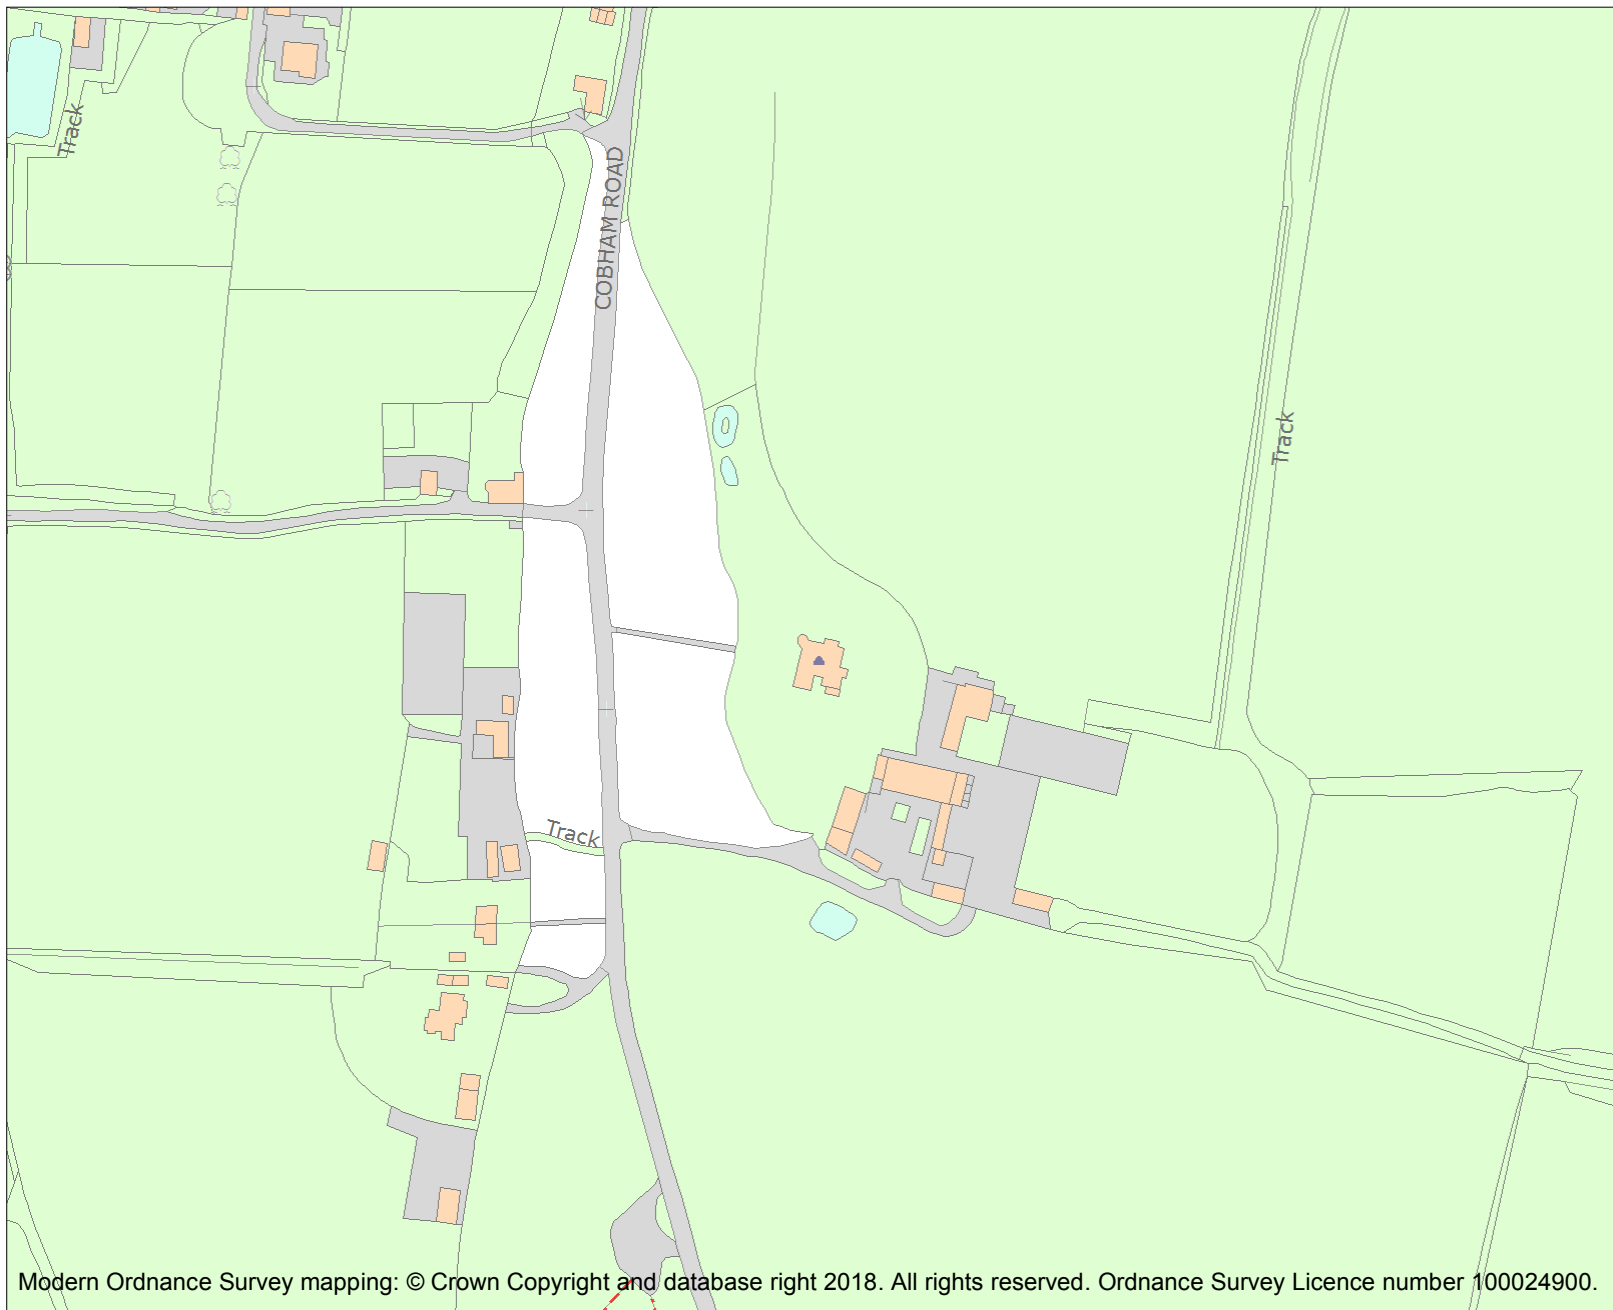 Track
COBHAM ROAD
Track
Track
Modern Ordnance Survey mapping: © Crown Copyright and database right 2018. All rights reserved. Ordnance Survey Licence number 100024900.